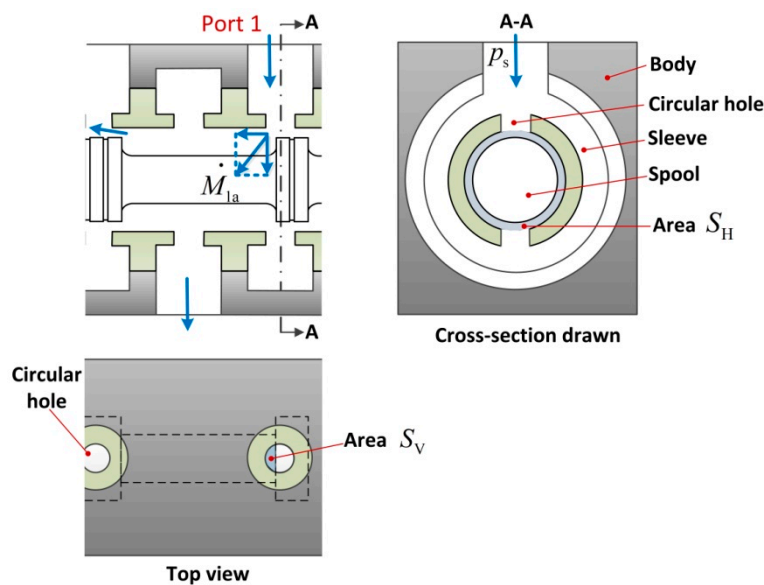 Port 1
A
A-A
ps
Body
Circular hole
Sleeve
Spool
Area SH
M1a
A
Cross-section drawn
Circular
hole
Area SV
Top view